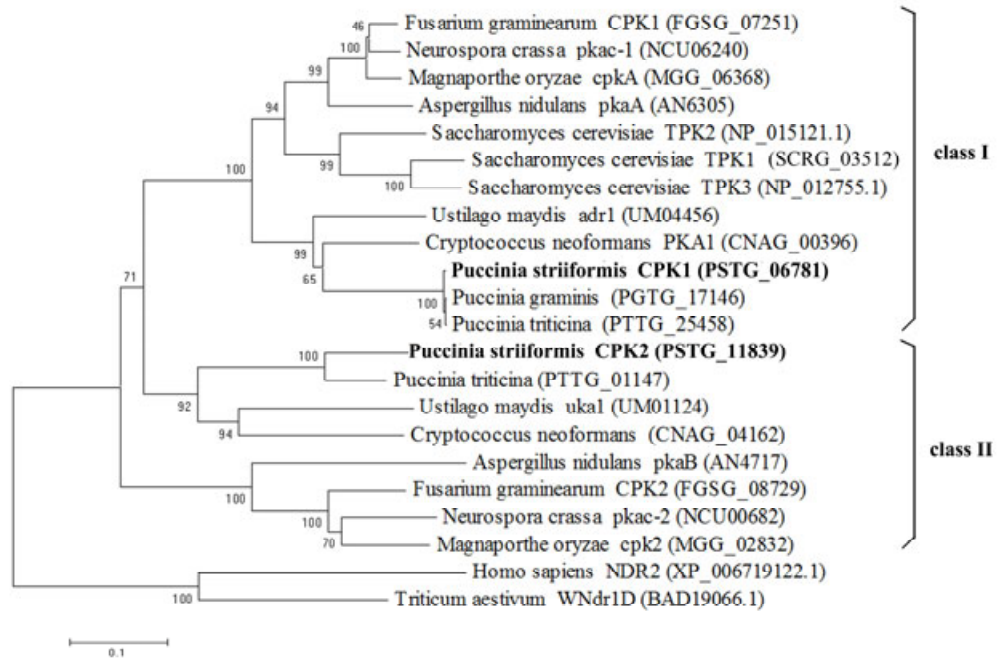 46
Fusarium graminearum CPK1 (FGSG_07251)
100
Neurospora crassa pkac-1 (NCU06240)
99
Magnaporthe oryzae cpkA (MGG_06368)
94
Aspergillus nidulans pkaA (AN6305)
Saccharomyces cerevisiae TPK2 (NP_015121.1)
99
Saccharomyces cerevisiae TPK1 (SCRG_03512)
class I
100
100
Saccharomyces cerevisiae TPK3 (NP_012755.1)
Ustilago maydis adr1 (UM04456)
99
Cryptococcus neoformans PKA1 (CNAG_00396)
65
Puccinia striiformis CPK1 (PSTG_06781)
71
100
Puccinia graminis (PGTG_17146)
54
Puccinia triticina (PTTG_25458)
100
Puccinia striiformis CPK2 (PSTG_11839)
Puccinia triticina (PTTG_01147)
92
Ustilago maydis uka1 (UM01124)
94
Cryptococcus neoformans (CNAG_04162)
class II
Aspergillus nidulans pkaB (AN4717)
100
Fusarium graminearum CPK2 (FGSG_08729)
100
Neurospora crassa pkac-2 (NCU00682)
70
Magnaporthe oryzae cpk2 (MGG_02832)
Homo sapiens NDR2 (XP_006719122.1)
100
Triticum aestivum WNdr1D (BAD19066.1)
0.1